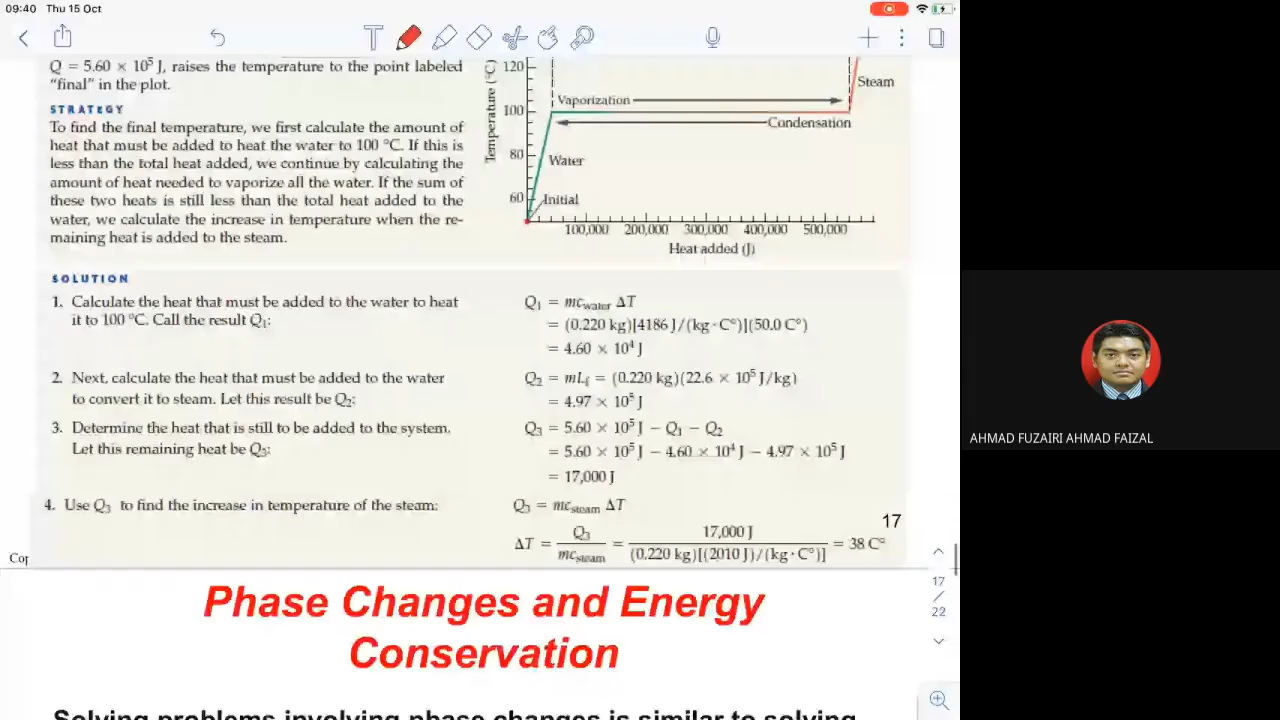 09:40 Thu 15 Oct
Q = 5.60 × 10⁵ J, raises the temperature to the point labeled
"final" in the plot.
STRATEGY
To find the final temperature, we first calculate the amount of
heat that must be added to heat the water to 100 °C. If this is
less than the total heat added, we continue by calculating the
amount of heat needed to vaporize all the water. If the sum of
these two heats is still less than the total heat added to the
water, we calculate the increase in temperature when the re-
maining heat is added to the steam.
Temperature (°C)
120
100
80
60
Steam
Vaporization
Condensation
Water
Initial
100,000 200,000 300,000 400,000 500,000
Heat added (J)
SOLUTION
1. Calculate the heat that must be added to the water to heat
it to 100 °C. Call the result Q₁:
Q₁ = mc_water ΔT
= (0.220 kg)[4186 J/(kg·C°)](50.0 C°)
= 4.60 × 10⁴ J
2. Next, calculate the heat that must be added to the water
to convert it to steam. Let this result be Q₂:
Q₂ = mL_f = (0.220 kg)(22.6 × 10⁵ J/kg)
= 4.97 × 10⁵ J
3. Determine the heat that is still to be added to the system.
Let this remaining heat be Q₃:
Q₃ = 5.60 × 10⁵ J − Q₁ − Q₂
= 5.60 × 10⁵ J − 4.60 × 10⁴ J − 4.97 × 10⁵ J
= 17,000 J
4. Use Q₃ to find the increase in temperature of the steam:
Q₃ = mc_steam ΔT
ΔT = Q₃ / mc_steam = 17,000 J / (0.220 kg)[(2010 J)/(kg·C°)] = 38 C°
17
Cop
Phase Changes and Energy
Conservation
Solving problems involving phase changes is similar to solving
17
/
22
AHMAD FUZAIRI AHMAD FAIZAL